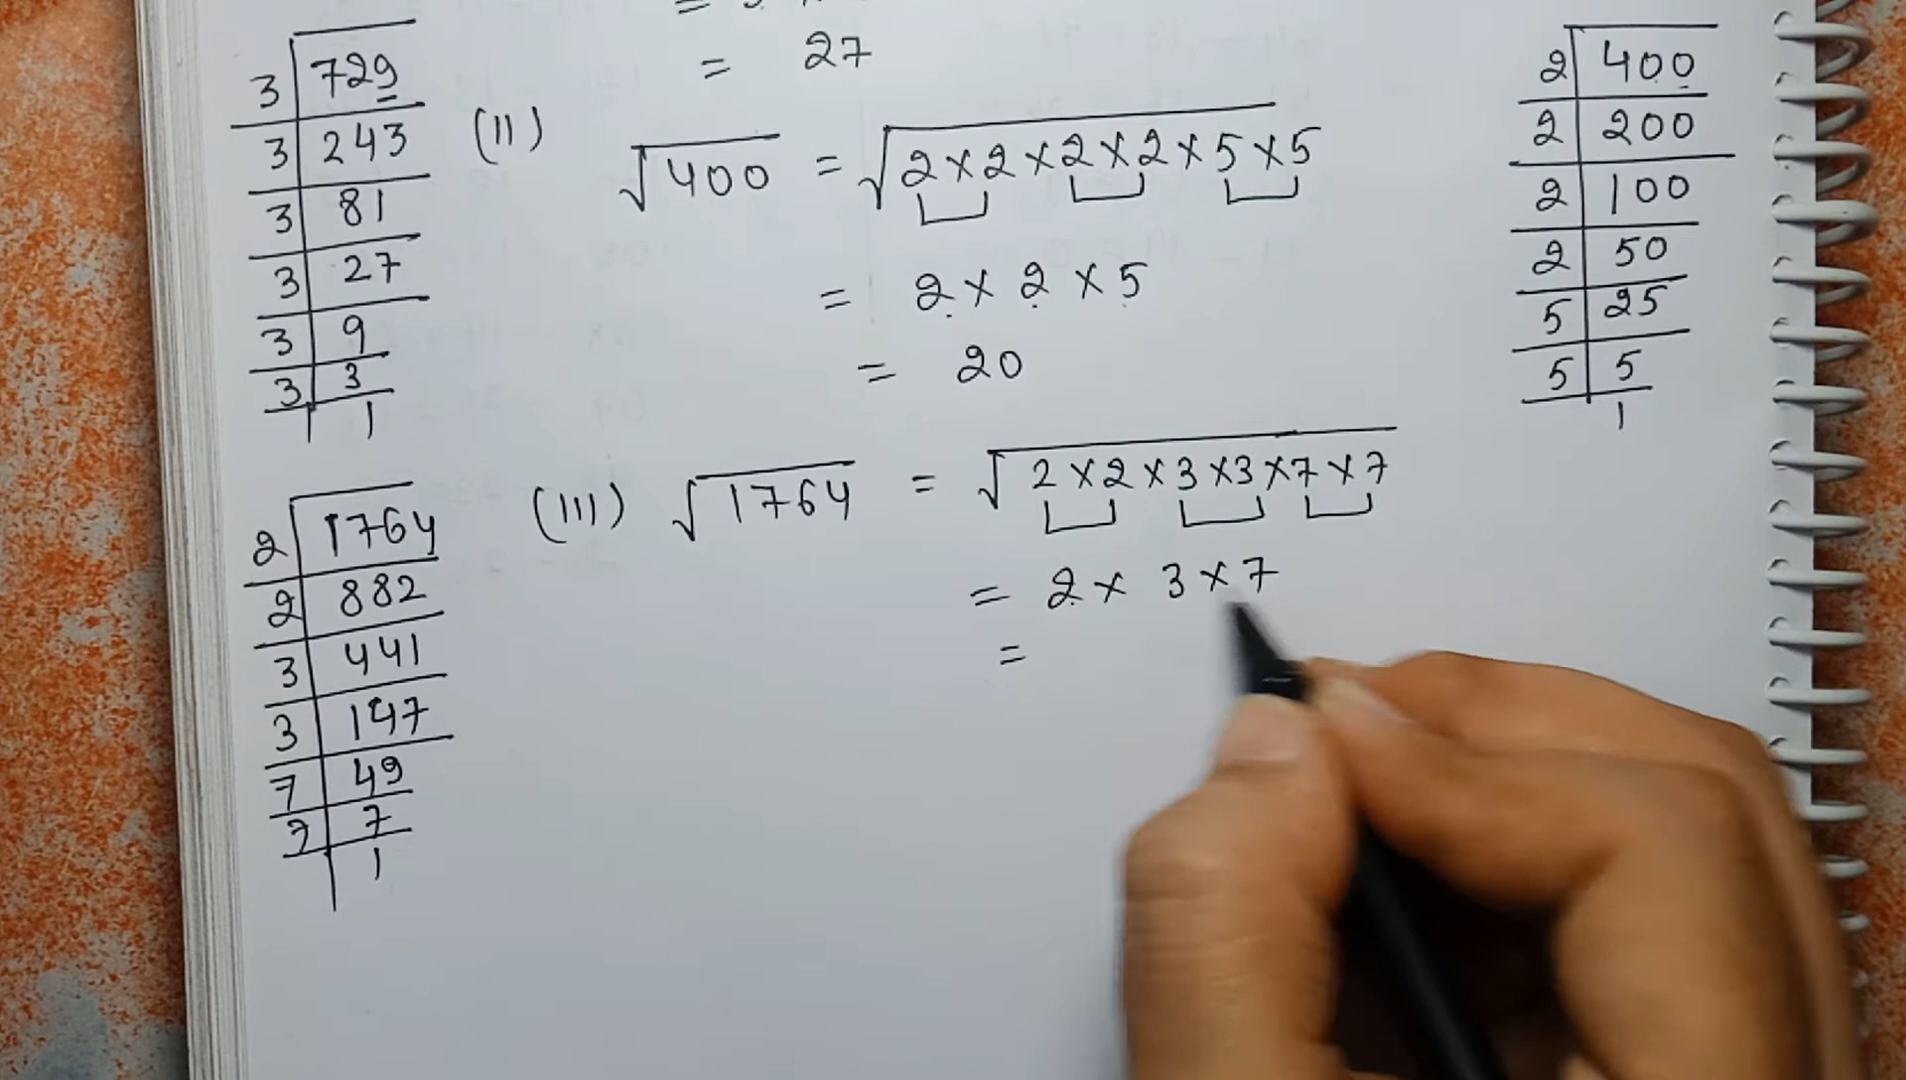 = 27
3 | 729
3 | 243
3 | 81
3 | 27
3 | 9
3 | 3
1
(II) √400 = √2×2×2×2×5×5
= 2 × 2 × 5
= 20
2 | 400
2 | 200
2 | 100
2 | 50
5 | 25
5 | 5
1
2 | 1764
2 | 882
3 | 441
3 | 147
7 | 49
7 | 7
1
(III) √1764 = √2×2×3×3×7×7
= 2 × 3 × 7
=